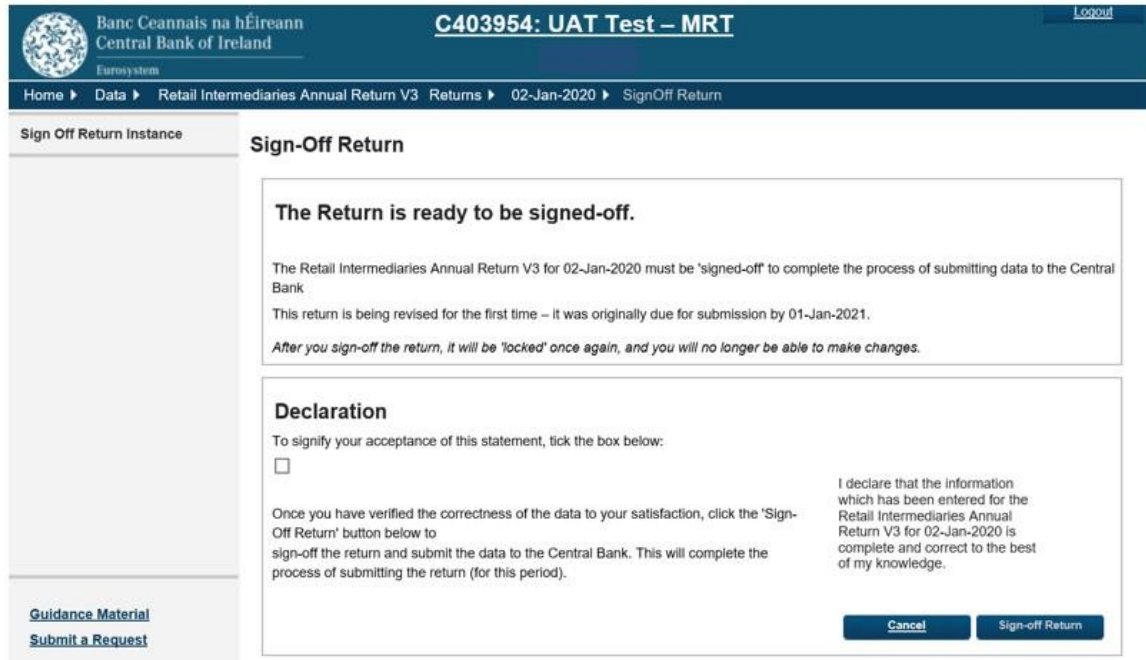 Banc Ceannais na hÉireann
Central Bank of Ireland
Eurosystem
C403954: UAT Test – MRT
Logout
Home Data Retail Intermediaries Annual Return V3 Returns 02-Jan-2020 SignOff Return
Sign Off Return Instance
Sign-Off Return
The Return is ready to be signed-off.
The Retail Intermediaries Annual Return V3 for 02-Jan-2020 must be 'signed-off' to complete the process of submitting data to the Central
Bank
This return is being revised for the first time – it was originally due for submission by 01-Jan-2021.
After you sign-off the return, it will be 'locked' once again, and you will no longer be able to make changes.
Declaration
To signify your acceptance of this statement, tick the box below:
I declare that the information
which has been entered for the
Retail Intermediaries Annual
Return V3 for 02-Jan-2020 is
complete and correct to the best
of my knowledge.
Once you have verified the correctness of the data to your satisfaction, click the 'Sign-
Off Return' button below to
sign-off the return and submit the data to the Central Bank. This will complete the
process of submitting the return (for this period).
Cancel
Sign-off Return
Guidance Material
Submit a Request